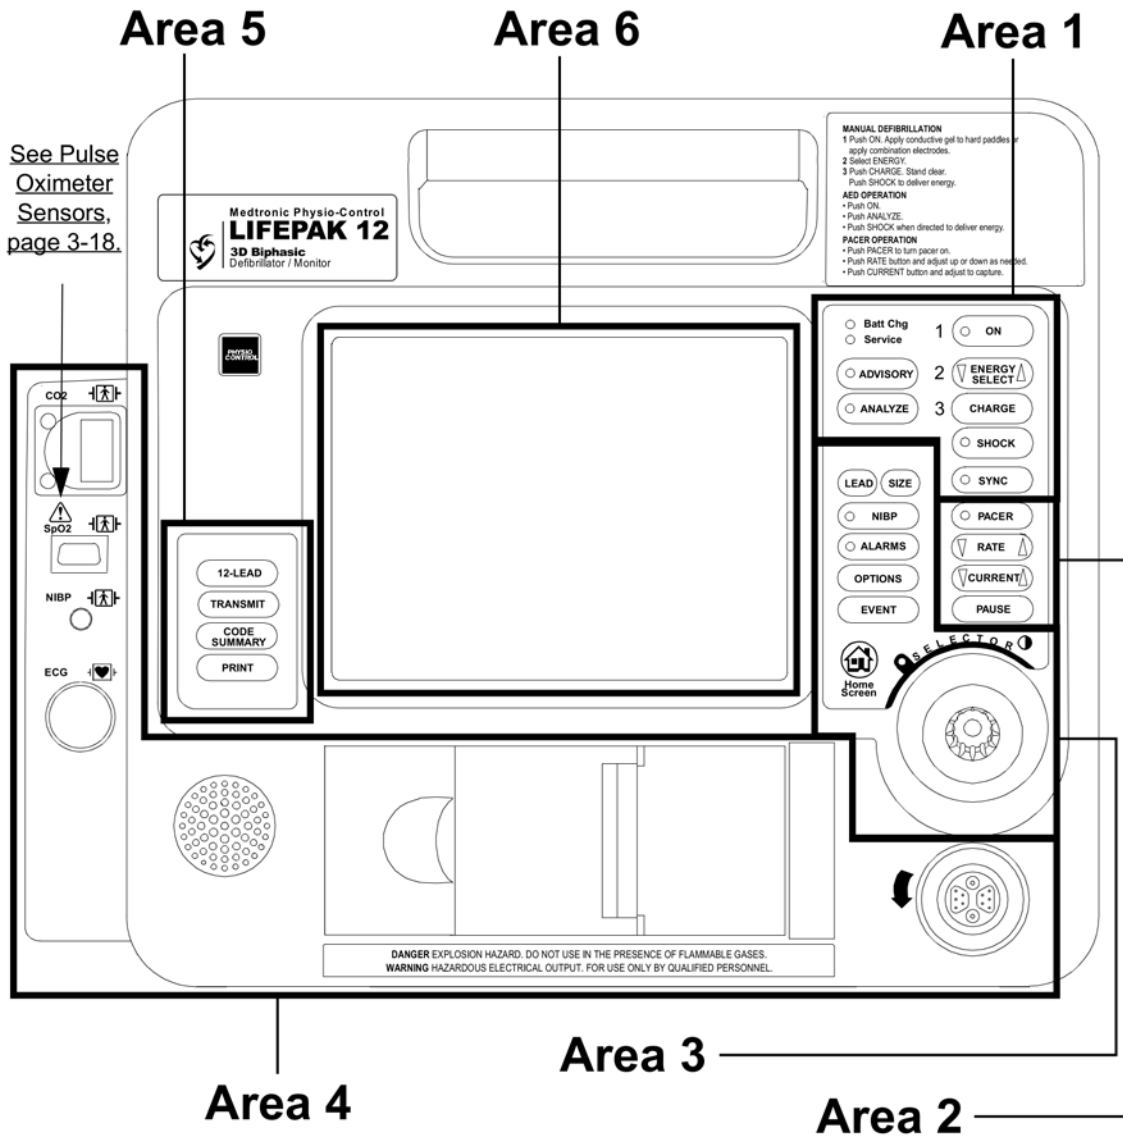 Area 5
Area 6
Area 1
See Pulse
Oximeter
Sensors,
page 3-18.
Medtronic Physio-Control
LIFEPAK 12
3D Biphasic
Defibrillator / Monitor
MANUAL DEFIBRILLATION
1 Push ON. Apply conductive gel to hard paddles or
apply combination electrodes.
2 Select ENERGY.
3 Push CHARGE. Stand clear.
Push SHOCK to deliver energy.
AED OPERATION
• Push ON.
• Push ANALYZE.
• Push SHOCK when directed to deliver energy.
PACER OPERATION
• Push PACER to turn pacer on.
• Push RATE button and adjust up or down as needed.
• Push CURRENT button and adjust to capture.
PHYSIO
CONTROL
Batt Chg
Service
1 ON
ADVISORY
2 ENERGY
SELECT
ANALYZE
3 CHARGE
SHOCK
SYNC
LEAD SIZE
NIBP
ALARMS
OPTIONS
EVENT
PACER
RATE
CURRENT
PAUSE
SELECTOR
Home
Screen
CO2
SpO2
NIBP
ECG
12-LEAD
TRANSMIT
CODE
SUMMARY
PRINT
DANGER EXPLOSION HAZARD. DO NOT USE IN THE PRESENCE OF FLAMMABLE GASES.
WARNING HAZARDOUS ELECTRICAL OUTPUT. FOR USE ONLY BY QUALIFIED PERSONNEL.
Area 3
Area 4
Area 2